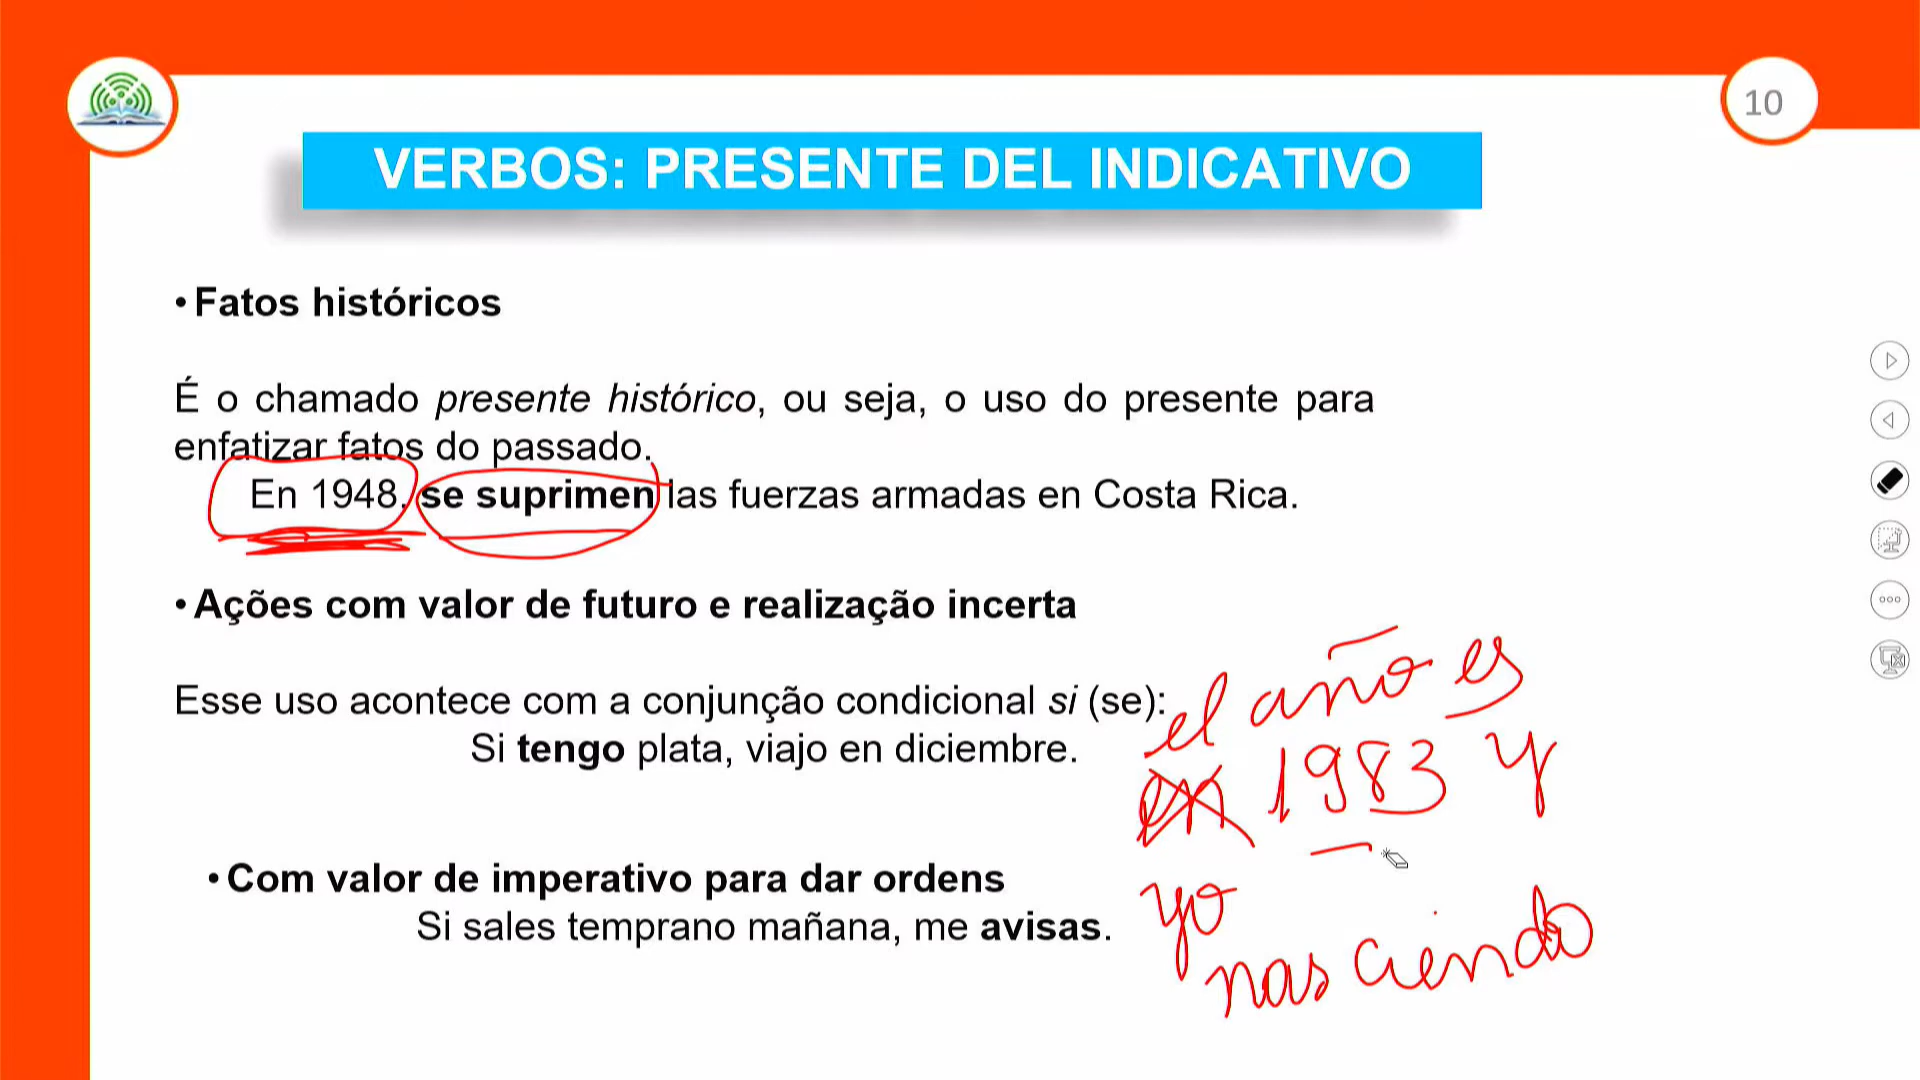 10
VERBOS: PRESENTE DEL INDICATIVO
• Fatos históricos
É o chamado presente histórico, ou seja, o uso do presente para
enfatizar fatos do passado.
En 1948, se suprimen las fuerzas armadas en Costa Rica.
• Ações com valor de futuro e realização incerta
Esse uso acontece com a conjunção condicional si (se):
Si tengo plata, viajo en diciembre.
• Com valor de imperativo para dar ordens
Si sales temprano mañana, me avisas.
el año es
en 1983 y
yo
nasciendo